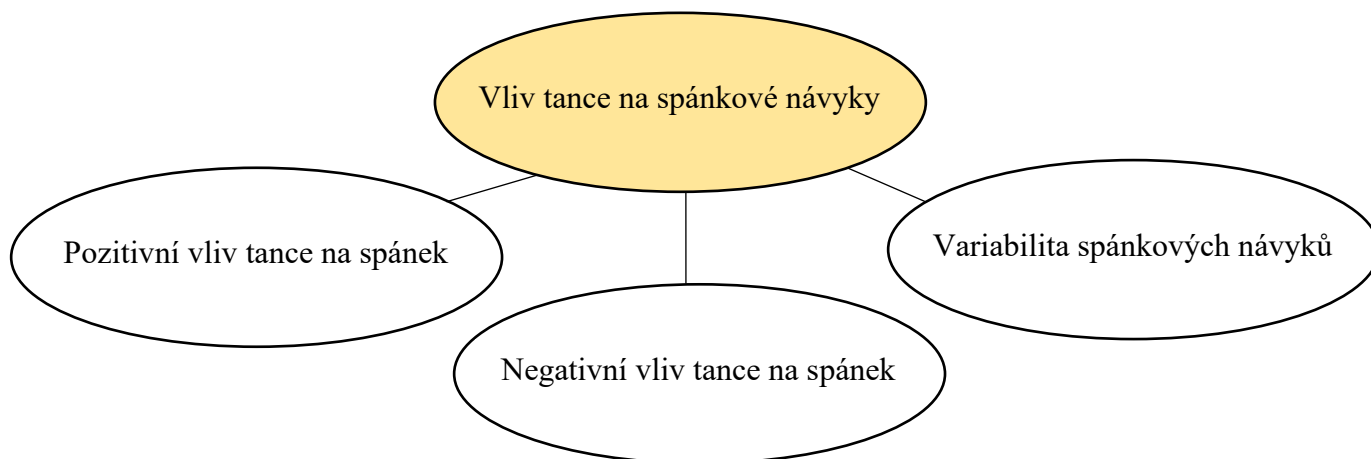 Vliv tance na spánkové návyky
Pozitivní vliv tance na spánek
Variabilita spánkových návyků
Negativní vliv tance na spánek